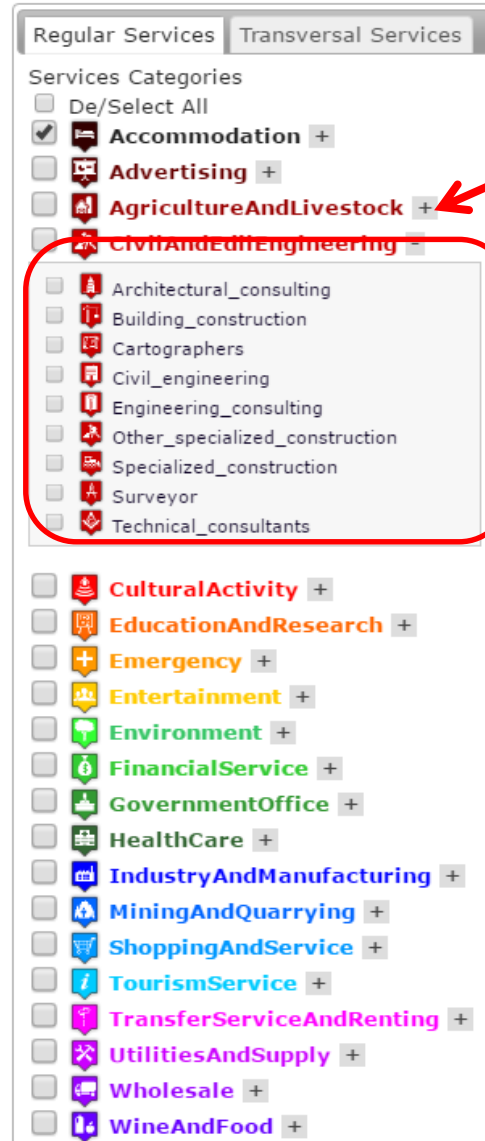 Regular Services Transversal Services
Services Categories
De/Select All
Accommodation +
Advertising +
AgricultureAndLivestock +
CivilAndEdilEngineering -
Architectural_consulting
Building_construction
Cartographers
Civil_engineering
Engineering_consulting
Other_specialized_construction
Specialized_construction
Surveyor
Technical_consultants
CulturalActivity +
EducationAndResearch +
Emergency +
Entertainment +
Environment +
FinancialService +
GovernmentOffice +
HealthCare +
IndustryAndManufacturing +
MiningAndQuarrying +
ShoppingAndService +
TourismService +
TransferServiceAndRenting +
UtilitiesAndSupply +
Wholesale +
WineAndFood +